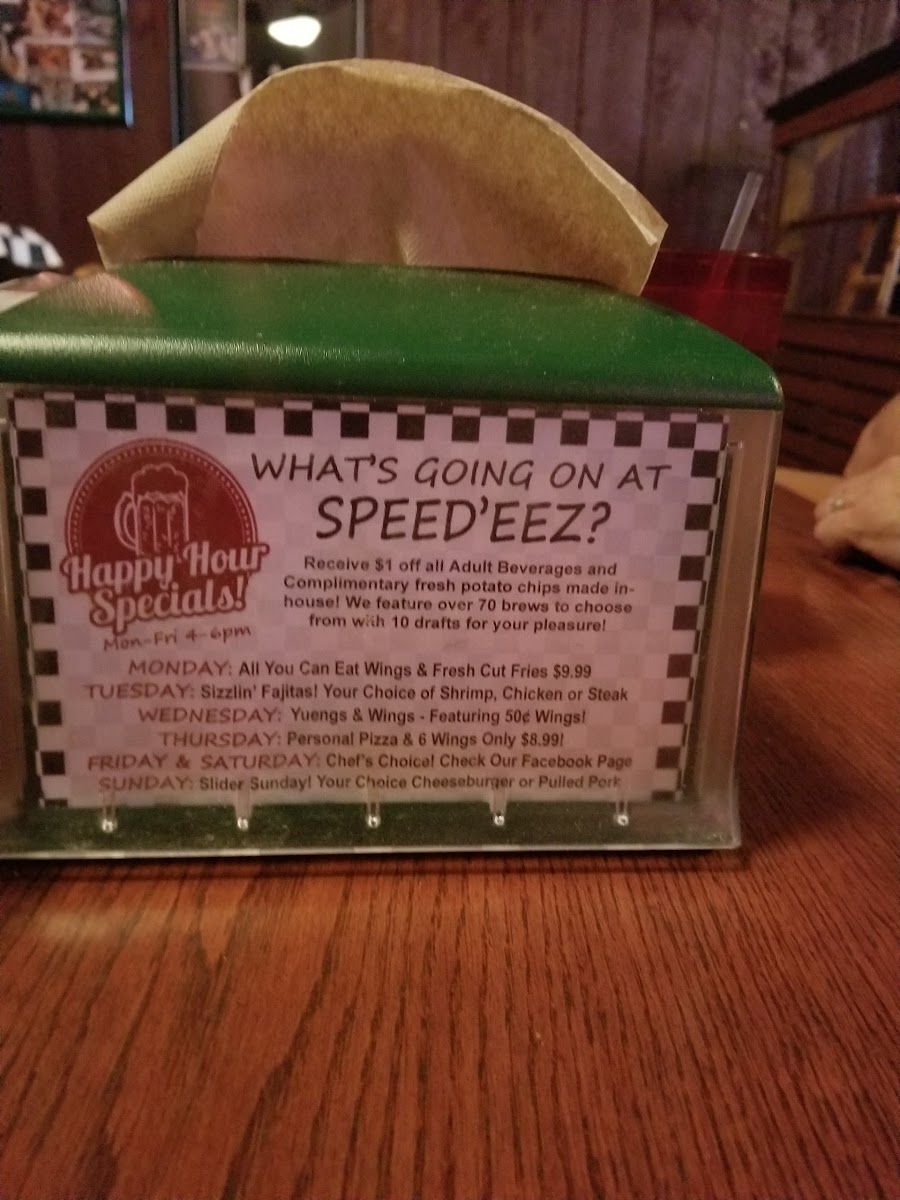 WHAT'S GOING ON AT
SPEED'EEZ?
Happy Hour
Specials!
Mon-Fri 4-6pm
Receive $1 off all Adult Beverages and
Complimentary fresh potato chips made in-
house! We feature over 70 brews to choose
from with 10 drafts for your pleasure!
MONDAY: All You Can Eat Wings & Fresh Cut Fries $9.99
TUESDAY: Sizzlin' Fajitas! Your Choice of Shrimp, Chicken or Steak
WEDNESDAY: Yuengs & Wings - Featuring 50¢ Wings!
THURSDAY: Personal Pizza & 6 Wings Only $8.99!
FRIDAY & SATURDAY: Chef's Choice! Check Our Facebook Page
SUNDAY: Slider Sunday! Your Choice Cheeseburger or Pulled Pork